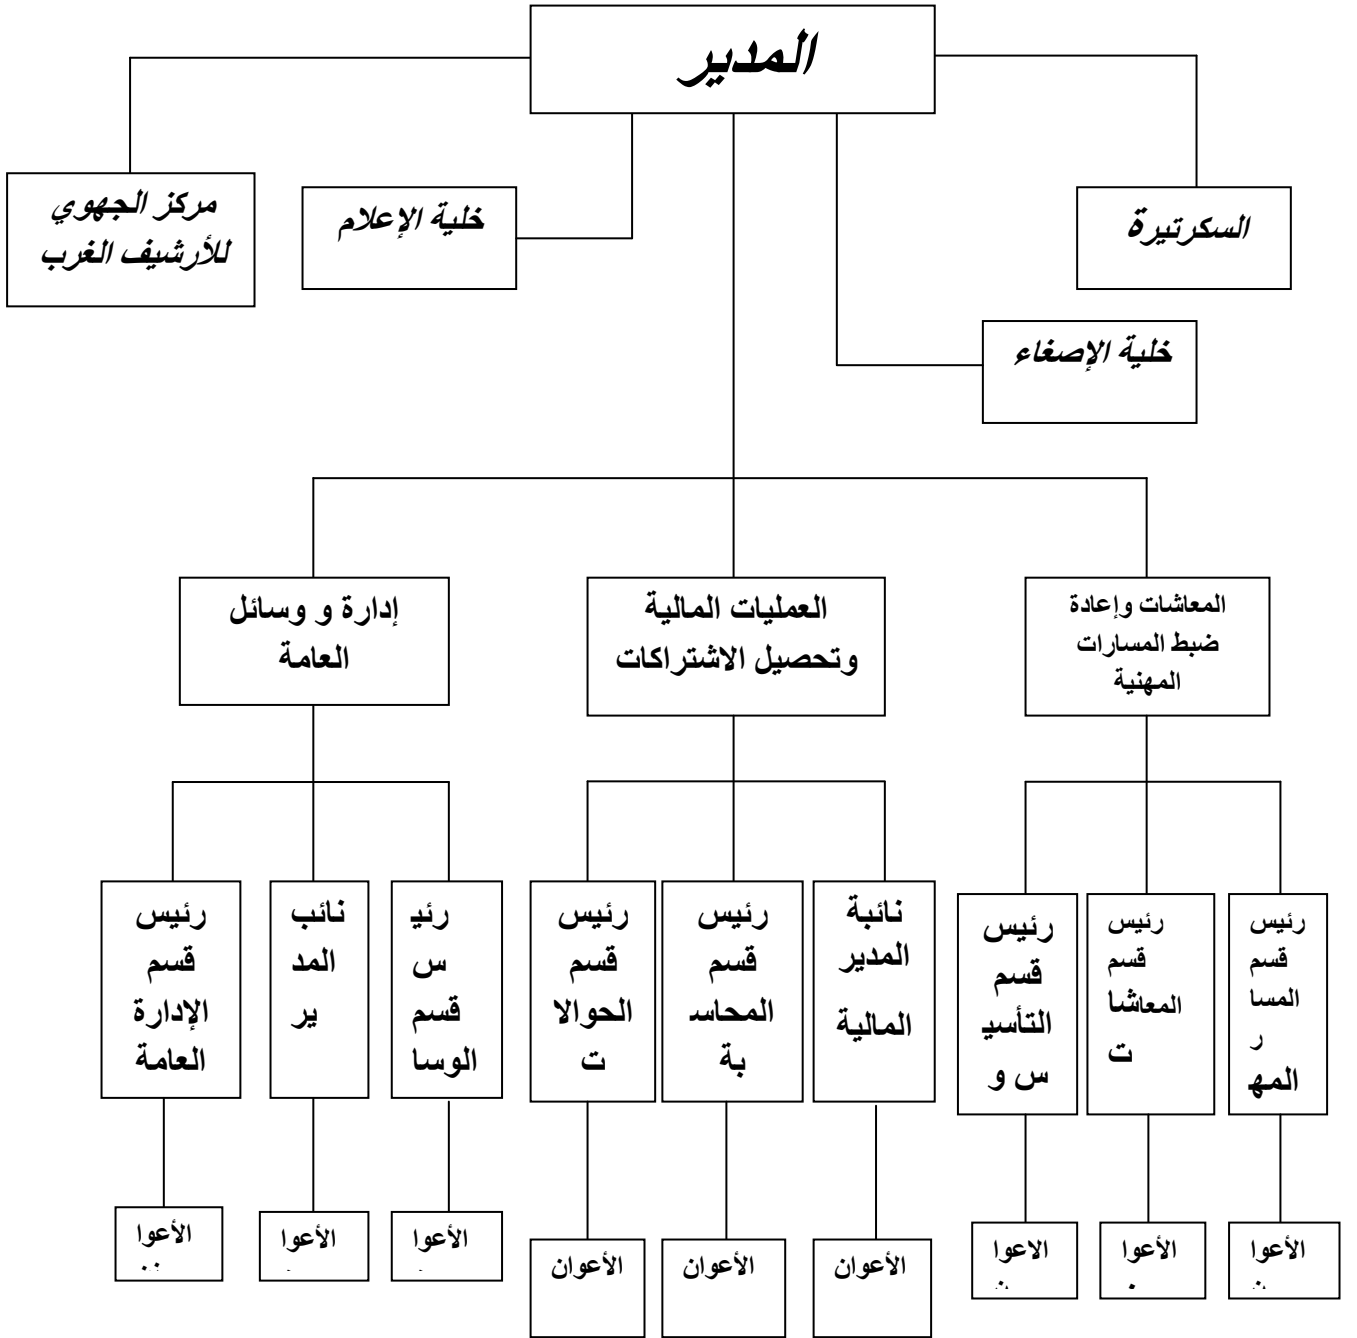 المدير
السكرتيرة
خلية الإعلام
مركز الجهوي
للأرشيف الغرب
خلية الإصغاء
المعاشات وإعادة
ضبط المسارات
المهنية
العمليات المالية
وتحصيل الاشتراكات
إدارة و وسائل
العامة
رئيس
قسم
المسا
ر
المه
رئيس
قسم
المعاشا
ت
رئيس
قسم
التأسي
س و
نائبة
المدير
المالية
رئيس
قسم
المحاس
بة
رئيس
قسم
الحوالا
ت
رئي
س
قسم
الوسا
نائب
المد
ير
رئيس
قسم
الإدارة
العامة
الأعوا
ن
الأعوا
الاعوا
ن
الأعوان
الأعوان
الأعوان
الأعوا
الأعوا
الأعوا